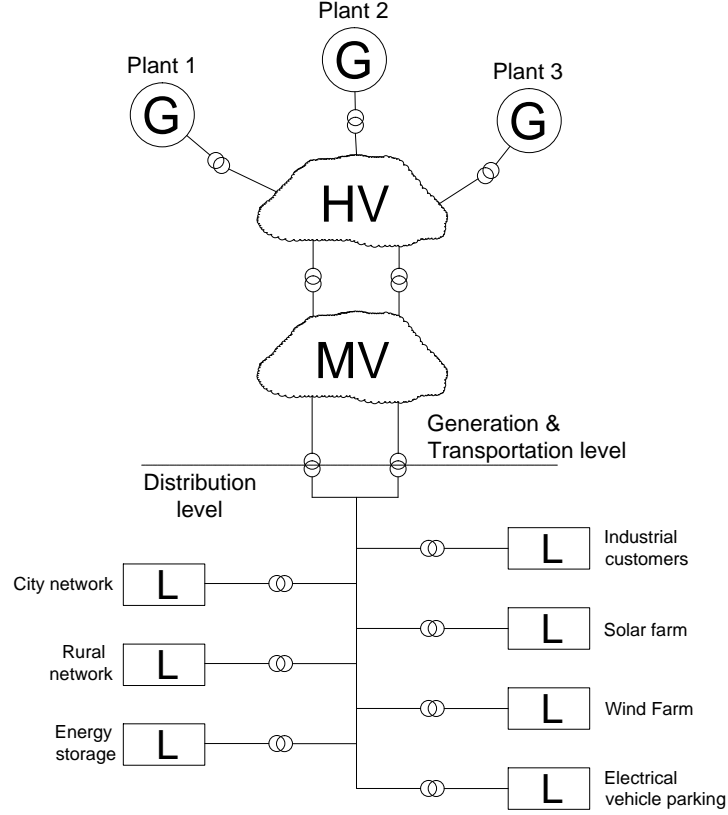 Plant 2
Plant 1
Plant 3
G
G
G
HV
MV
Generation &
Transportation level
Distribution
level
L
Industrial
customers
City network
L
L
Solar farm
Rural
network
L
L
Wind Farm
Energy
storage
L
L
Electrical
vehicle parking